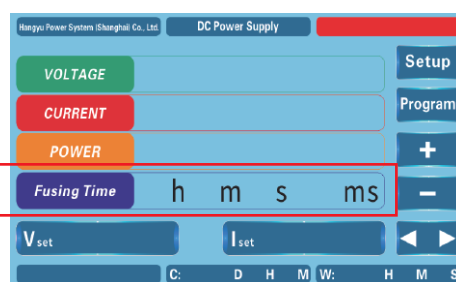 Hangyu Power System (Shanghai) Co., Ltd. DC Power Supply
VOLTAGE
Setup
CURRENT
Program
POWER
+
Fusing Time h m s ms
−
Vset Iset
C: D H M W: H M S